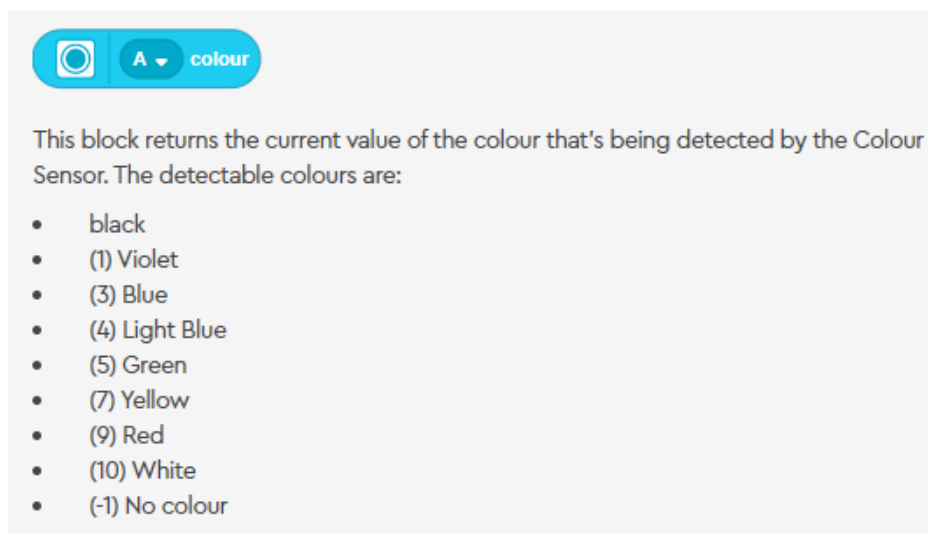 A colour
This block returns the current value of the colour that's being detected by the Colour
Sensor. The detectable colours are:
• black
• (1) Violet
• (3) Blue
• (4) Light Blue
• (5) Green
• (7) Yellow
• (9) Red
• (10) White
• (-1) No colour